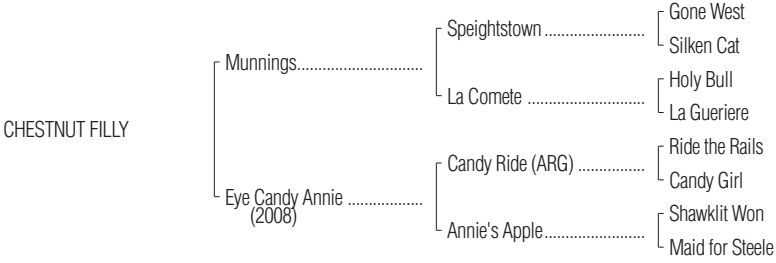 Gone West
Speightstown
Silken Cat
Munnings
Holy Bull
La Comete
La Gueriere
CHESTNUT FILLY
Ride the Rails
Candy Ride (ARG)
Candy Girl
Eye Candy Annie
(2008)
Shawklit Won
Annie's Apple
Maid for Steele